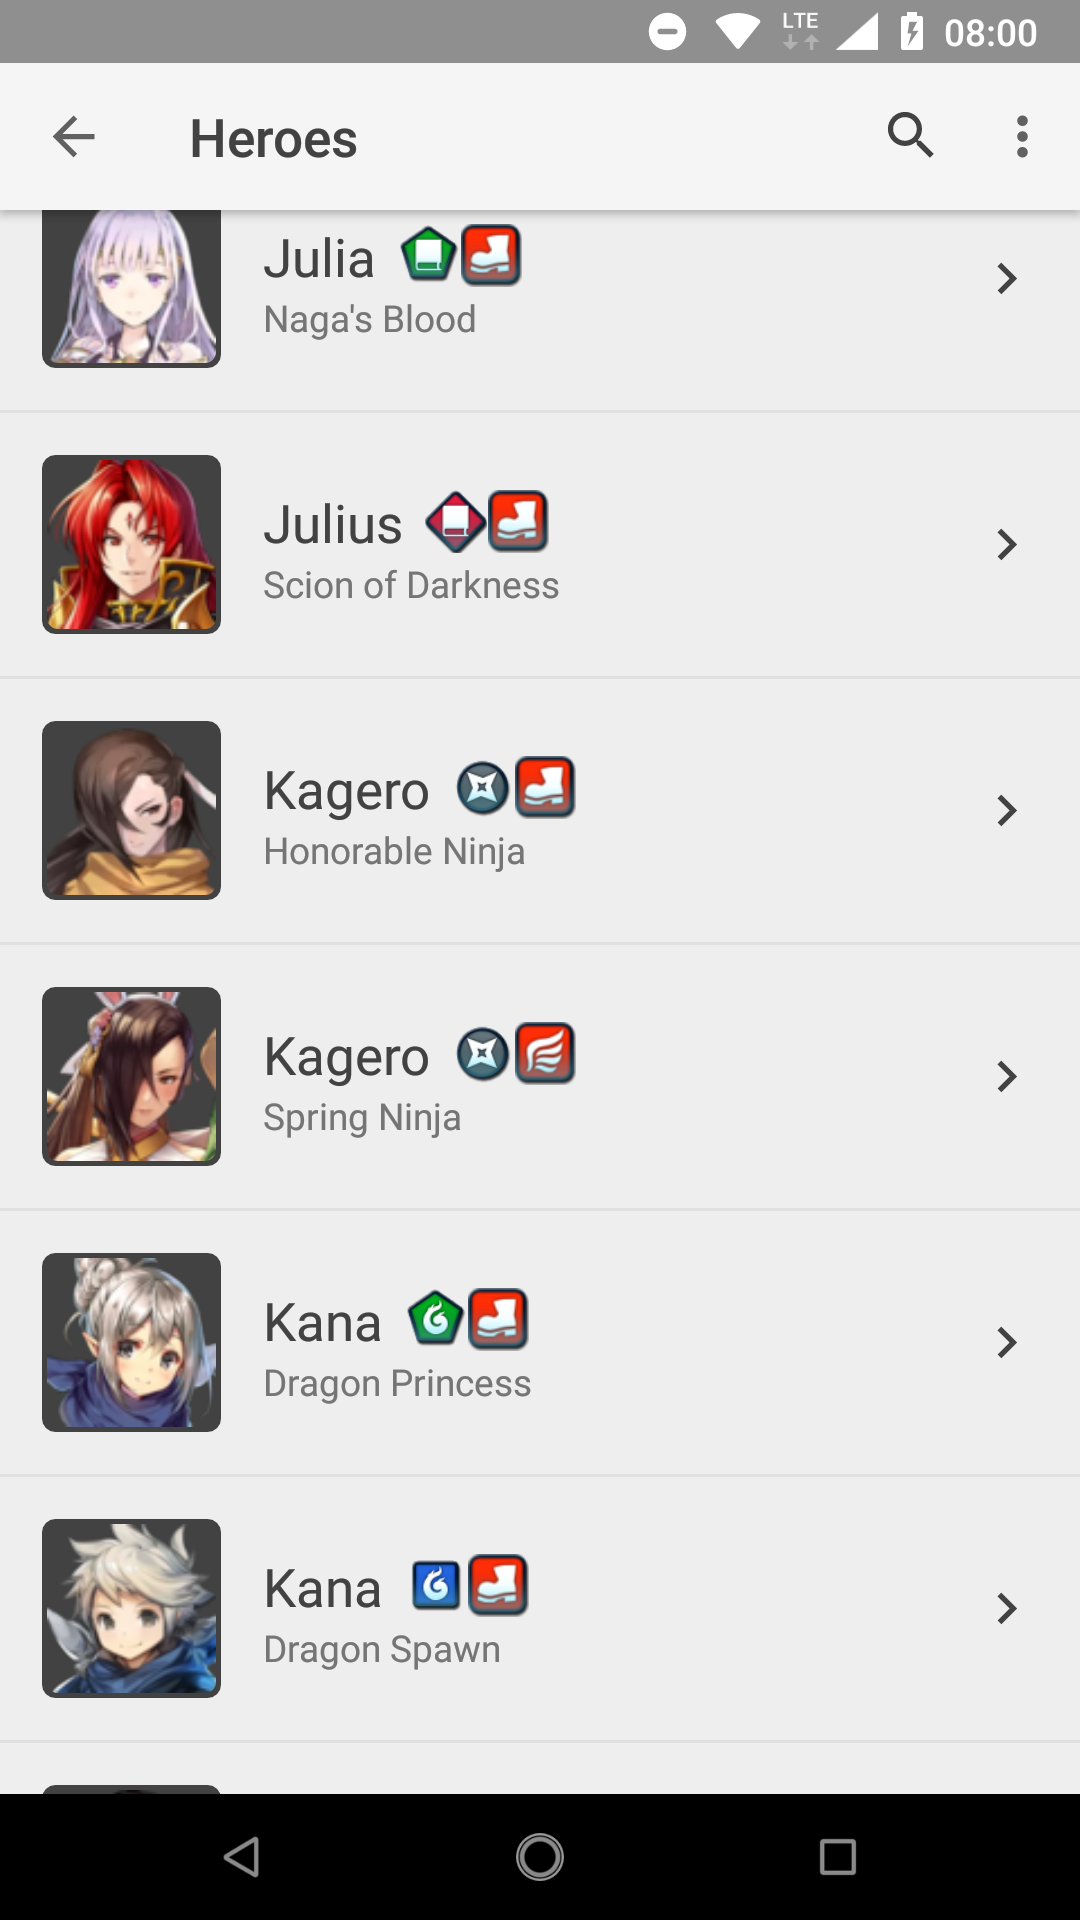 LTE 08:00
Heroes
Julia
Naga's Blood
Julius
Scion of Darkness
Kagero
Honorable Ninja
Kagero
Spring Ninja
Kana
Dragon Princess
Kana
Dragon Spawn